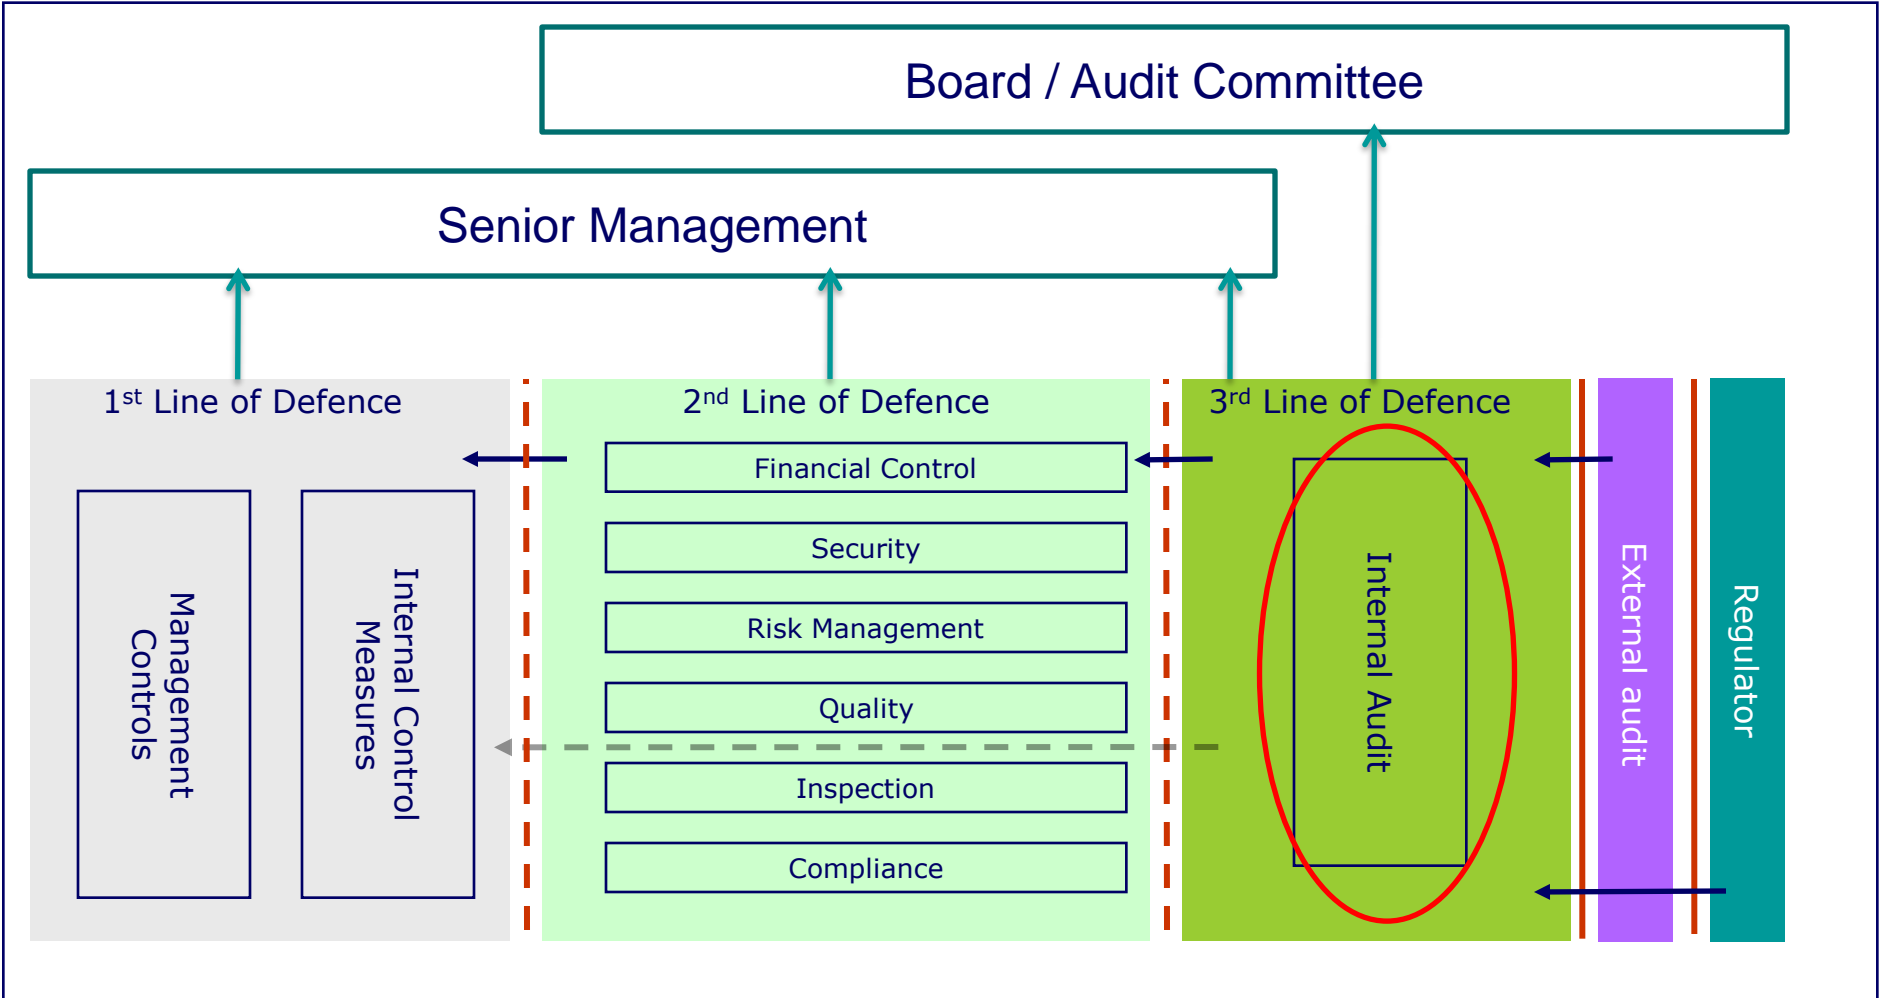 Board / Audit Committee
Senior Management
1st Line of Defence
Management
Controls
Internal Control
Measures
2nd Line of Defence
Financial Control
Security
Risk Management
Quality
Inspection
Compliance
3rd Line of Defence
Internal Audit
External audit
Regulator